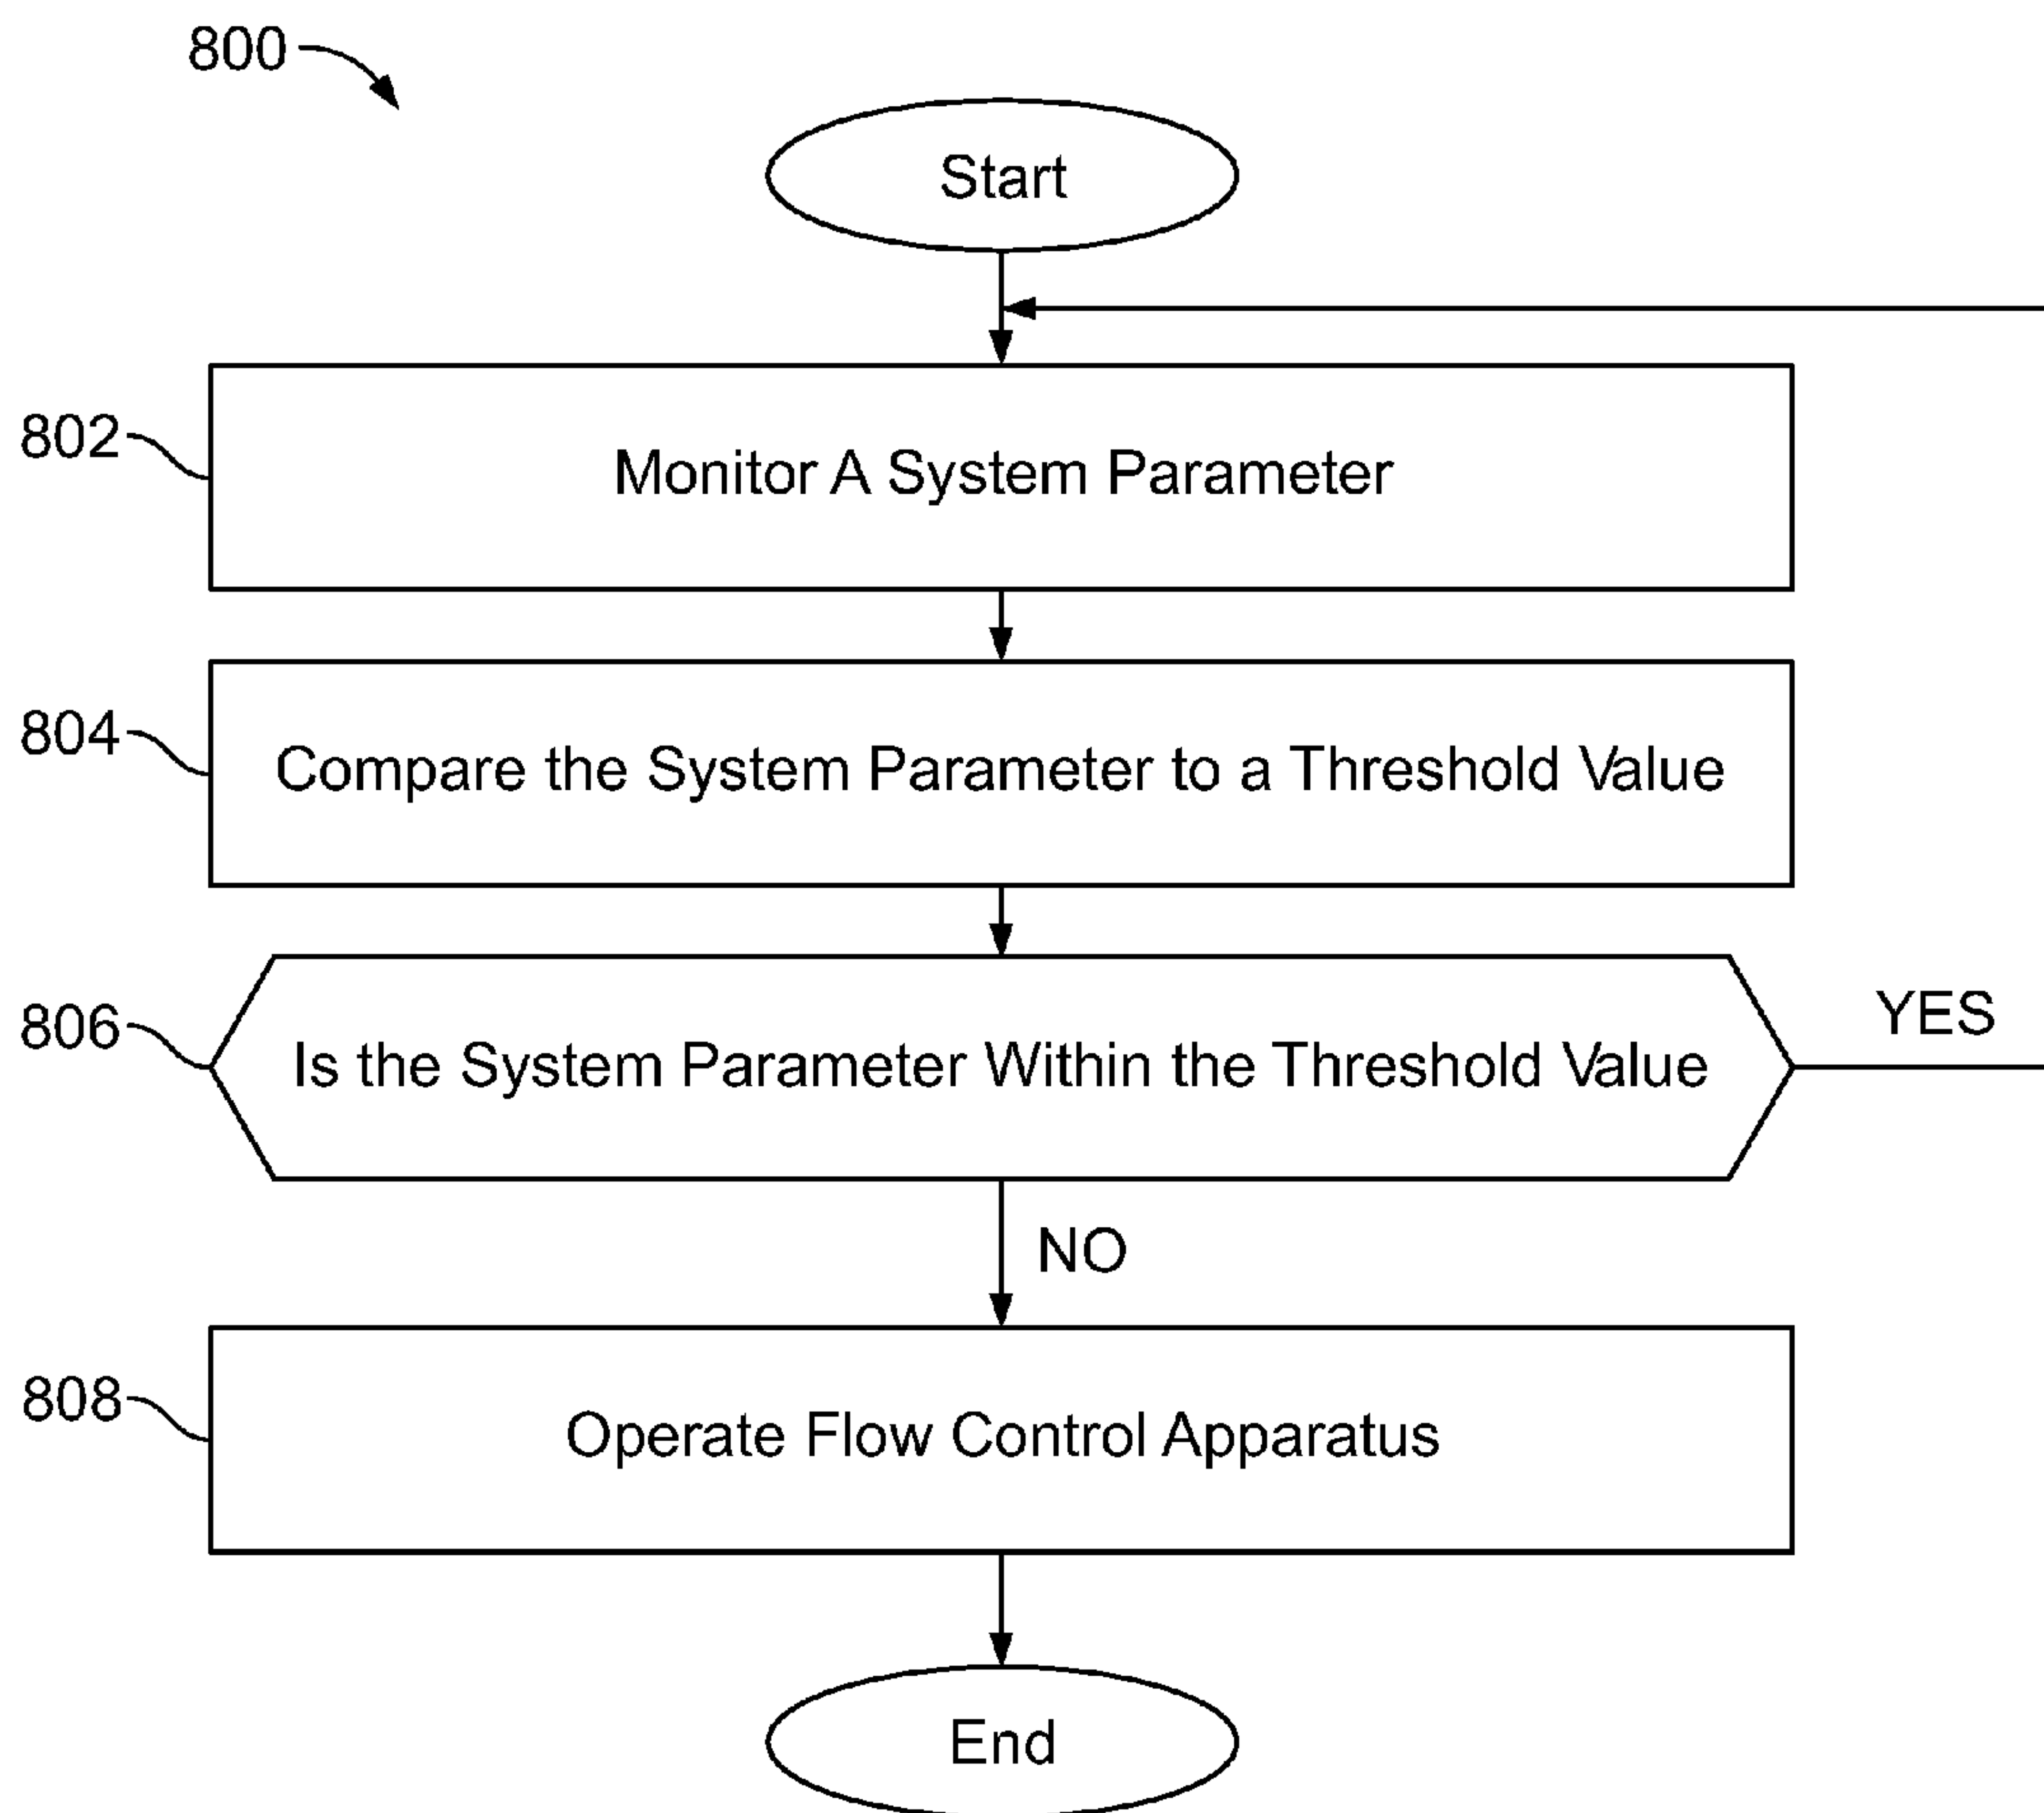 800
Start
802
Monitor A System Parameter
804
Compare the System Parameter to a Threshold Value
806
Is the System Parameter Within the Threshold Value
YES
NO
808
Operate Flow Control Apparatus
End